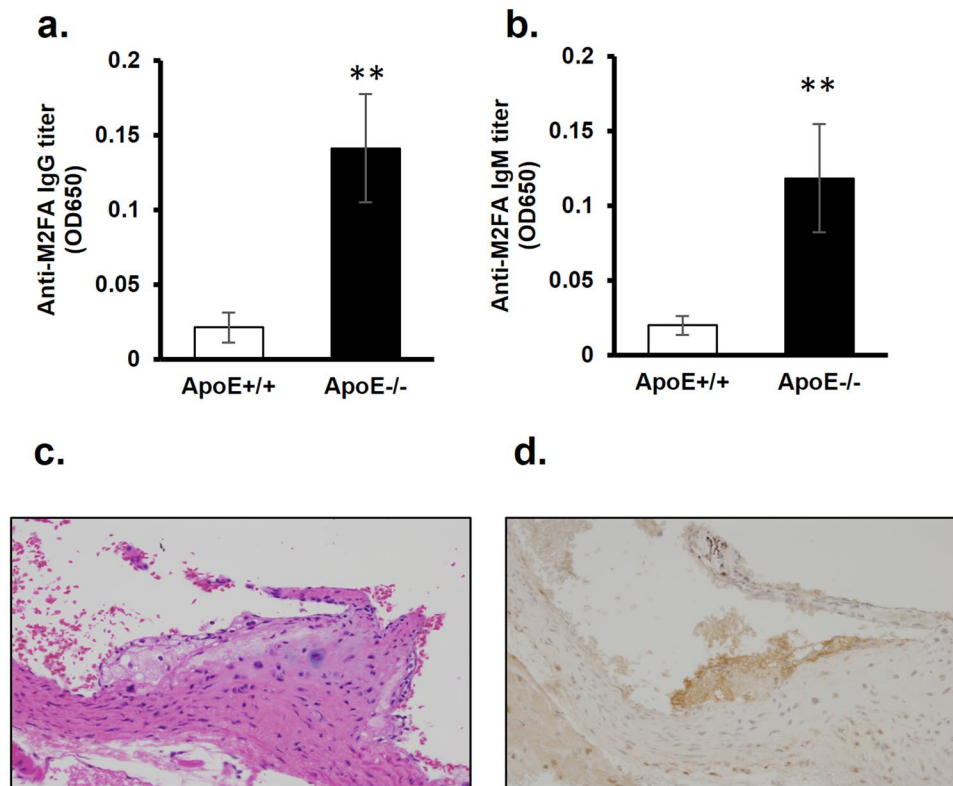 a.
0.2
0.15
0.1
0.05
0
Anti-M2FA IgG titer
(OD650)
**
ApoE+/+ ApoE-/-
b.
0.2
0.15
0.1
0.05
0
Anti-M2FA IgM titer
(OD650)
**
ApoE+/+ ApoE-/-
c.
d.